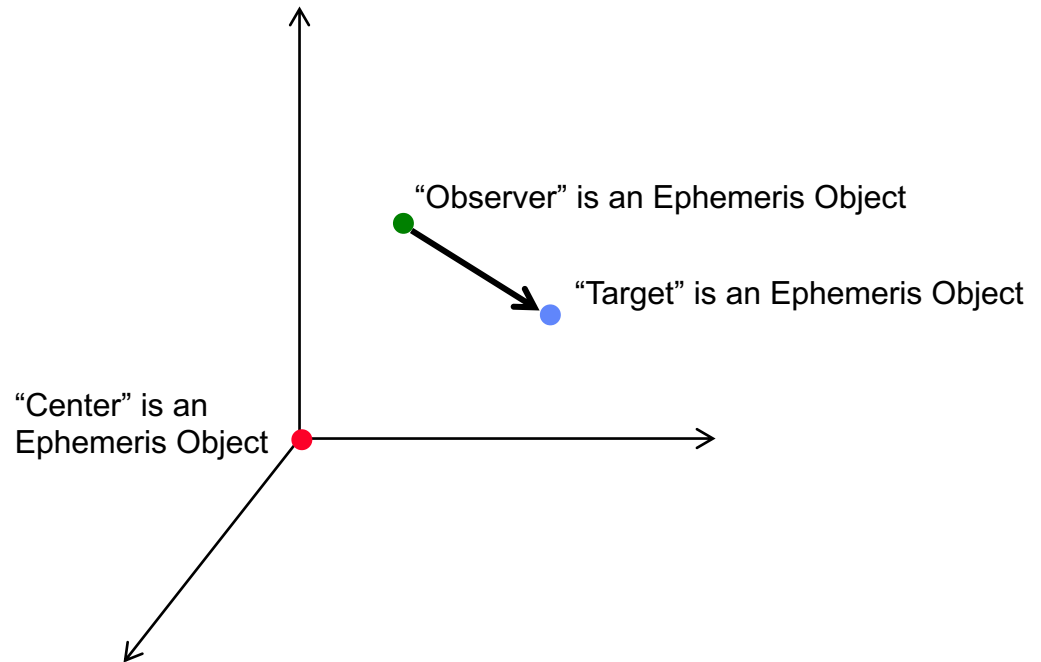 “Observer” is an Ephemeris Object
“Target” is an Ephemeris Object
“Center” is an
Ephemeris Object